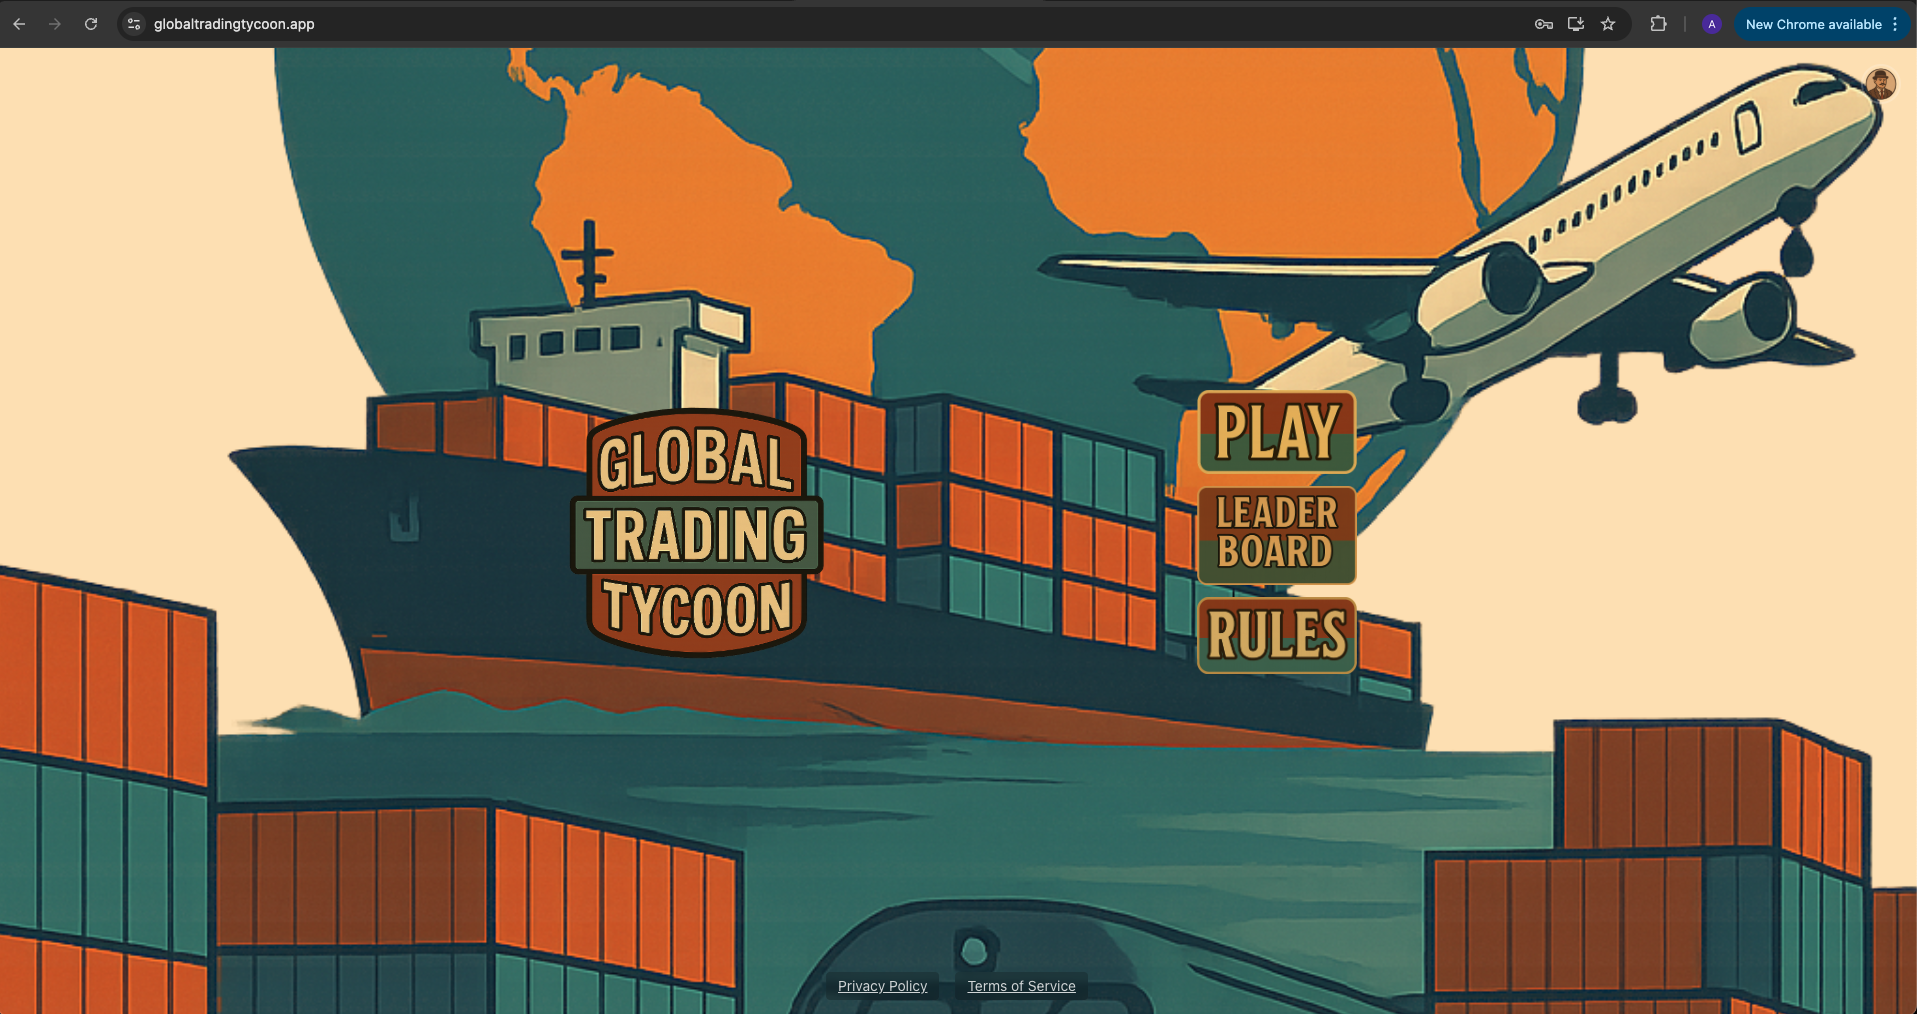 globaltradingtycoon.app
A
New Chrome available
GLOBAL
TRADING
TYCOON
PLAY
LEADER
BOARD
RULES
Privacy Policy
Terms of Service